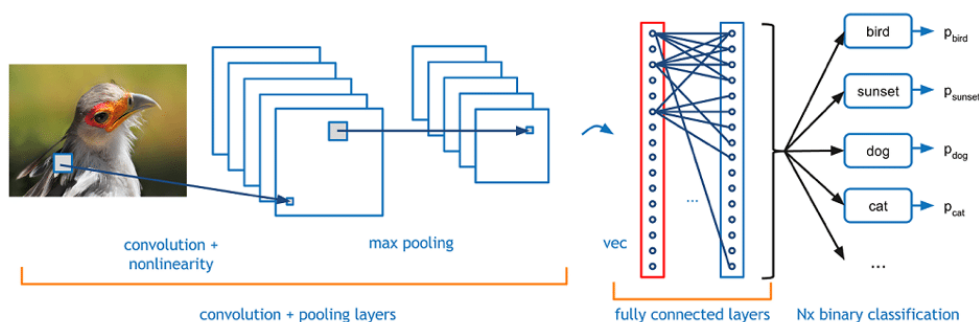 bird
p_bird
sunset
p_sunset
dog
p_dog
cat
p_cat
...
...
convolution +
nonlinearity
max pooling
vec
convolution + pooling layers
fully connected layers
Nx binary classification